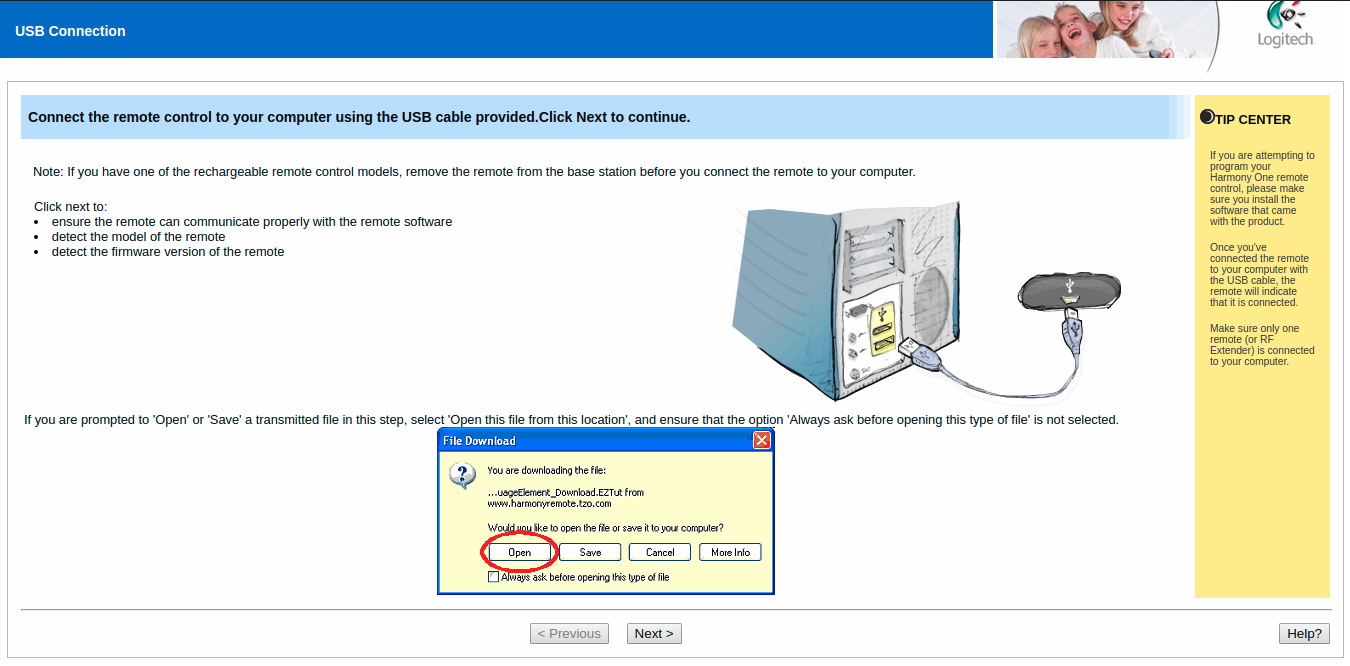 USB Connection
Logitech
Connect the remote control to your computer using the USB cable provided.Click Next to continue.
TIP CENTER
Note: If you have one of the rechargeable remote control models, remove the remote from the base station before you connect the remote to your computer.
Click next to:
• ensure the remote can communicate properly with the remote software
• detect the model of the remote
• detect the firmware version of the remote
If you are attempting to
program your
Harmony One remote
control, please make
sure you install the
software that came
with the product.
Once you've
connected the remote
to your computer with
the USB cable, the
remote will indicate
that it is connected.
Make sure only one
remote (or RF
Extender) is connected
to your computer.
If you are prompted to 'Open' or 'Save' a transmitted file in this step, select 'Open this file from this location', and ensure that the option 'Always ask before opening this type of file' is not selected.
File Download
You are downloading the file:
...uageElement_Download.EZTut from
www.harmonyremote.tzo.com
Would you like to open the file or save it to your computer?
Open Save Cancel More Info
Always ask before opening this type of file
< Previous Next > Help?